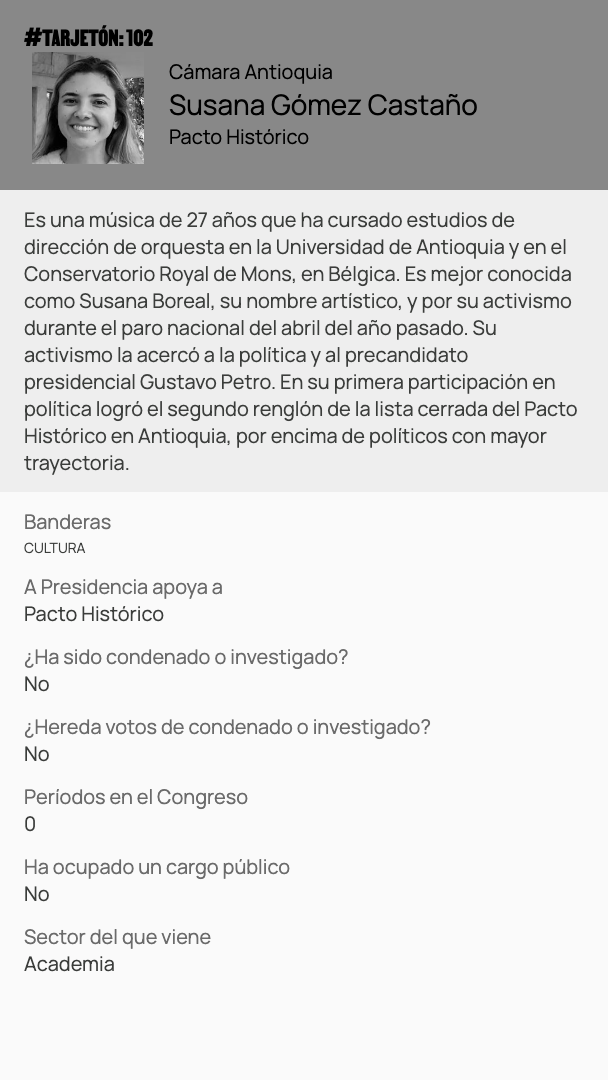 #TARJETÓN: 102
Cámara Antioquia
Susana Gómez Castaño
Pacto Histórico
Es una música de 27 años que ha cursado estudios de
dirección de orquesta en la Universidad de Antioquia y en el
Conservatorio Royal de Mons, en Bélgica. Es mejor conocida
como Susana Boreal, su nombre artístico, y por su activismo
durante el paro nacional del abril del año pasado. Su
activismo la acercó a la política y al precandidato
presidencial Gustavo Petro. En su primera participación en
política logró el segundo renglón de la lista cerrada del Pacto
Histórico en Antioquia, por encima de políticos con mayor
trayectoria.
Banderas
CULTURA
A Presidencia apoya a
Pacto Histórico
¿Ha sido condenado o investigado?
No
¿Hereda votos de condenado o investigado?
No
Períodos en el Congreso
0
Ha ocupado un cargo público
No
Sector del que viene
Academia